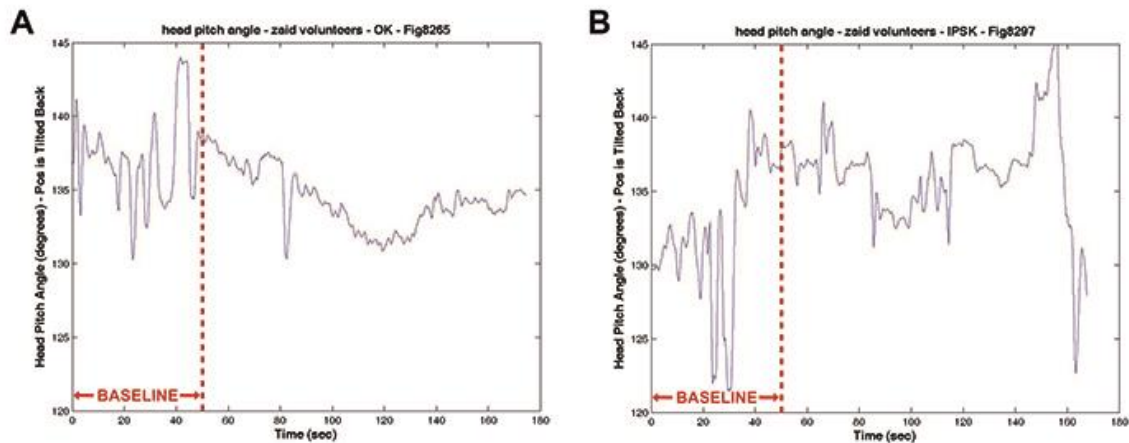 A
head pitch angle - zaid volunteers - OK - Fig8265
Head Pitch Angle (degrees) - Pos is Tilted Back
145
140
135
130
125
120
BASELINE
0 20 40 60 80 100 120 140 160 180
Time (sec)
B
head pitch angle - zaid volunteers - IPSK - Fig8297
Head Pitch Angle (degrees) - Pos is Tilted Back
145
140
135
130
125
120
BASELINE
0 20 40 60 80 100 120 140 160 180
Time (sec)